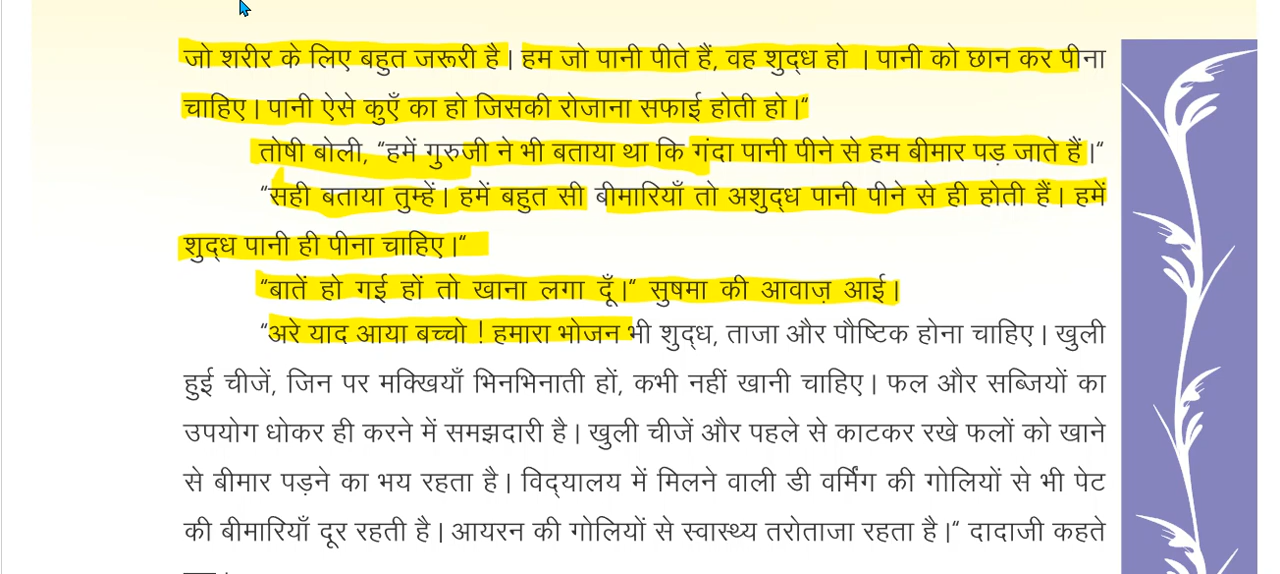 जो शरीर के लिए बहुत जरूरी है। हम जो पानी पीते हैं, वह शुद्ध हो । पानी को छान कर पीना
चाहिए। पानी ऐसे कुएँ का हो जिसकी रोजाना सफाई होती हो।“
तोषी बोली, “हमें गुरुजी ने भी बताया था कि गंदा पानी पीने से हम बीमार पड़ जाते हैं।“
“सही बताया तुम्हें। हमें बहुत सी बीमारियाँ तो अशुद्ध पानी पीने से ही होती हैं। हमें
शुद्ध पानी ही पीना चाहिए।“
“बातें हो गई हों तो खाना लगा दूँ।“ सुषमा की आवाज़ आई।
“अरे याद आया बच्चो ! हमारा भोजन भी शुद्ध, ताजा और पौष्टिक होना चाहिए। खुली
हुई चीजें, जिन पर मक्खियाँ भिनभिनाती हों, कभी नहीं खानी चाहिए। फल और सब्जियों का
उपयोग धोकर ही करने में समझदारी है। खुली चीजें और पहले से काटकर रखे फलों को खाने
से बीमार पड़ने का भय रहता है। विद्यालय में मिलने वाली डी वर्मिंग की गोलियों से भी पेट
की बीमारियाँ दूर रहती है। आयरन की गोलियों से स्वास्थ्य तरोताजा रहता है।“ दादाजी कहते